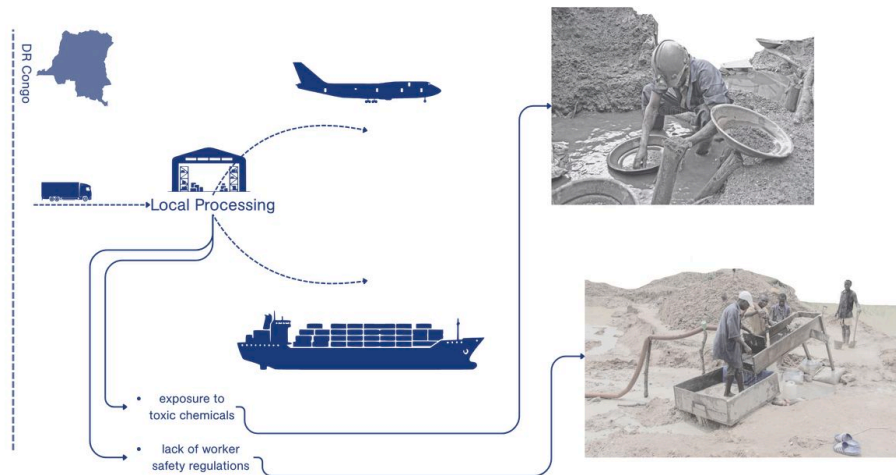 DR Congo
Local Processing
• exposure to
toxic chemicals
• lack of worker
safety regulations